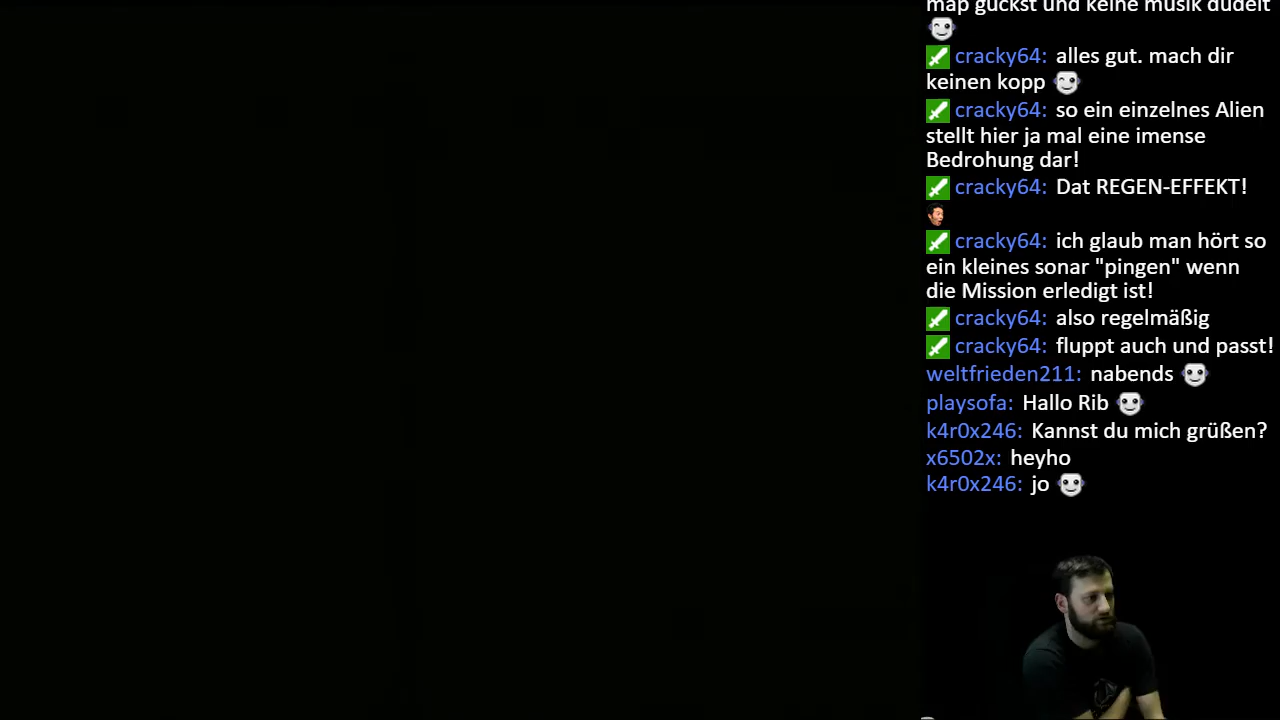 map guckst und keine musik dudelt
cracky64: alles gut. mach dir
keinen kopp
cracky64: so ein einzelnes Alien
stellt hier ja mal eine imense
Bedrohung dar!
cracky64: Dat REGEN-EFFEKT!
cracky64: ich glaub man hört so
ein kleines sonar "pingen" wenn
die Mission erledigt ist!
cracky64: also regelmäßig
cracky64: fluppt auch und passt!
weltfrieden211: nabends
playsofa: Hallo Rib
k4r0x246: Kannst du mich grüßen?
x6502x: heyho
k4r0x246: jo